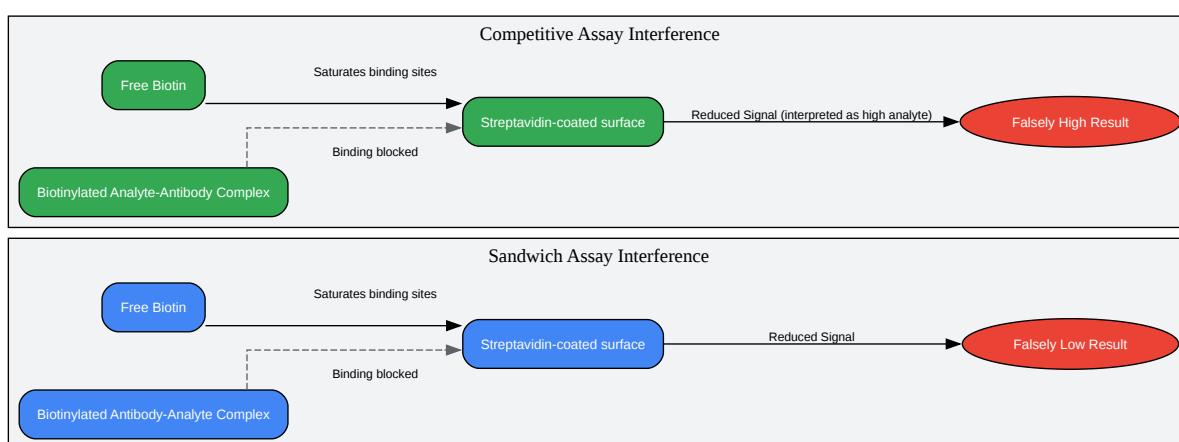 Competitive Assay Interference
Free Biotin
Saturates binding sites
Streptavidin-coated surface
Reduced Signal (interpreted as high analyte)
Falsely High Result
Binding blocked
Biotinylated Analyte-Antibody Complex
Sandwich Assay Interference
Free Biotin
Saturates binding sites
Streptavidin-coated surface
Reduced Signal
Falsely Low Result
Binding blocked
Biotinylated Antibody-Analyte Complex